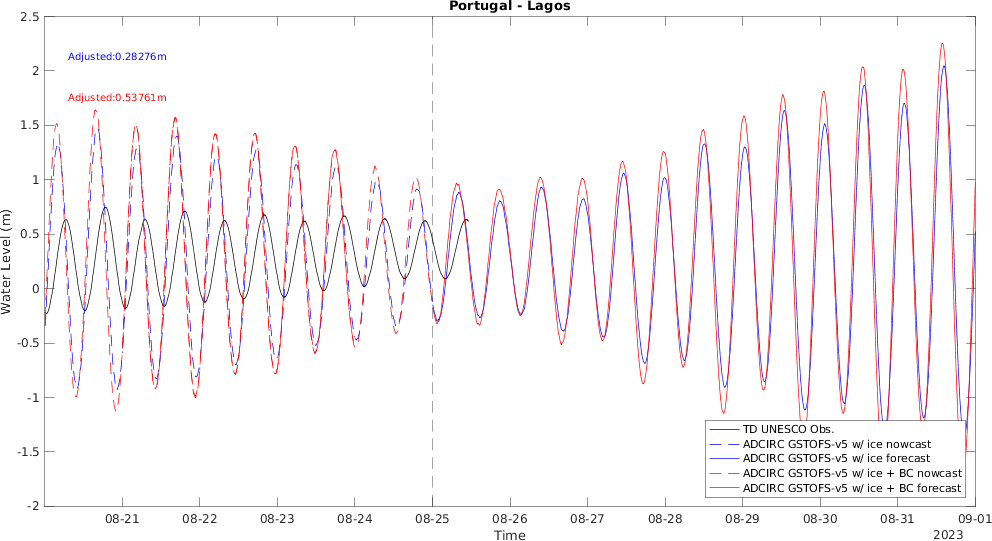 Portugal - Lagos
2.5
2
1.5
1
0.5
0
-0.5
-1
-1.5
-2
Water Level (m)
Adjusted:0.28276m
Adjusted:0.53761m
TD UNESCO Obs.
ADCIRC GSTOFS-v5 w/ ice nowcast
ADCIRC GSTOFS-v5 w/ ice forecast
ADCIRC GSTOFS-v5 w/ ice + BC nowcast
ADCIRC GSTOFS-v5 w/ ice + BC forecast
08-21 08-22 08-23 08-24 08-25 08-26 08-27 08-28 08-29 08-30 08-31 09-01
Time
2023